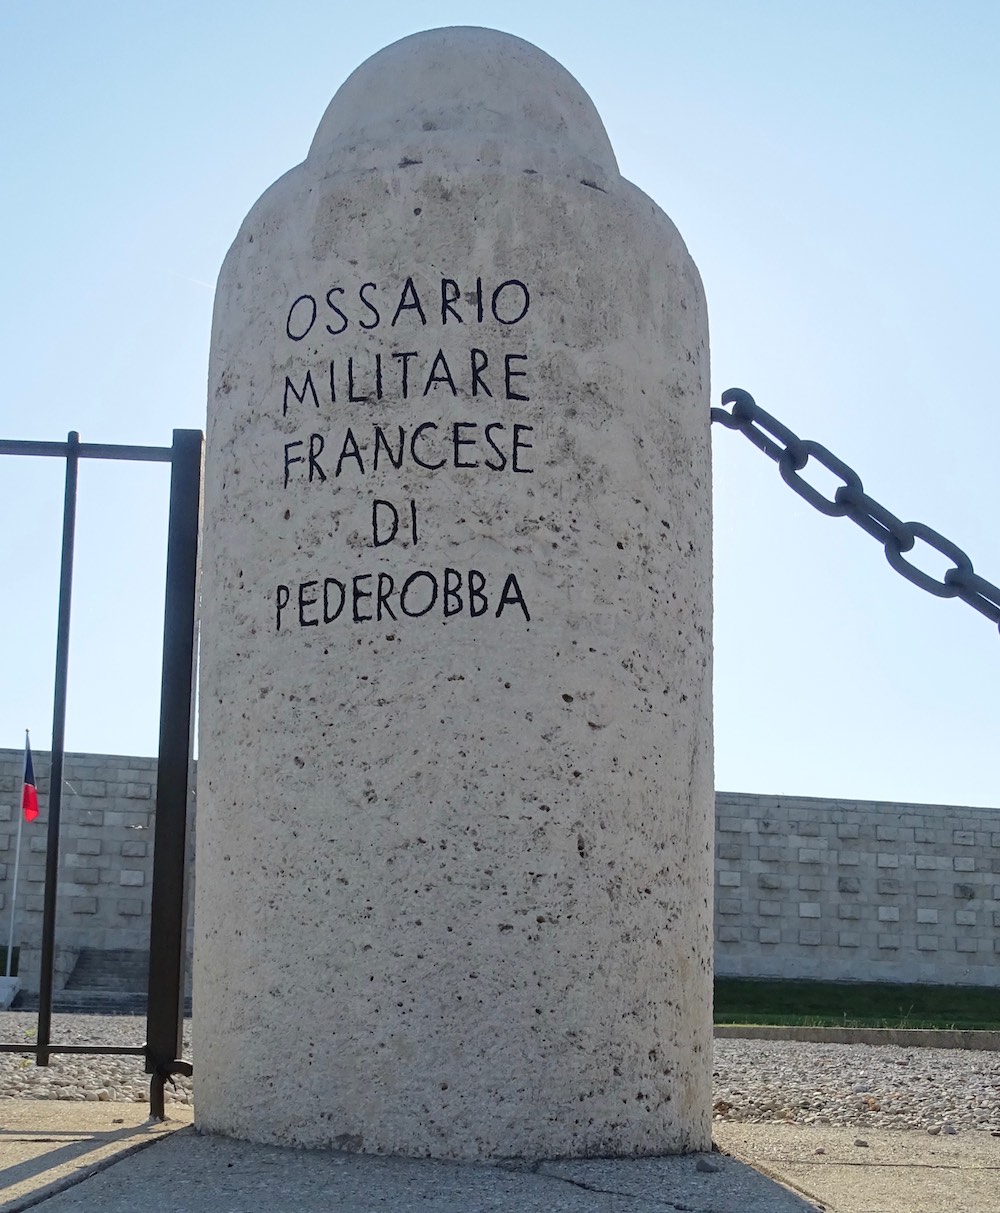 OSSARIO
MILITARE
FRANCESE
DI
PEDEROBBA